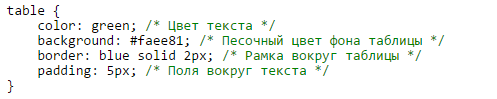 table {
    color: green; /* Цвет текста */
    background: #faee81; /* Песочный цвет фона таблицы */
    border: blue solid 2px; /* Рамка вокруг таблицы */
    padding: 5px; /* Поля вокруг текста */
}